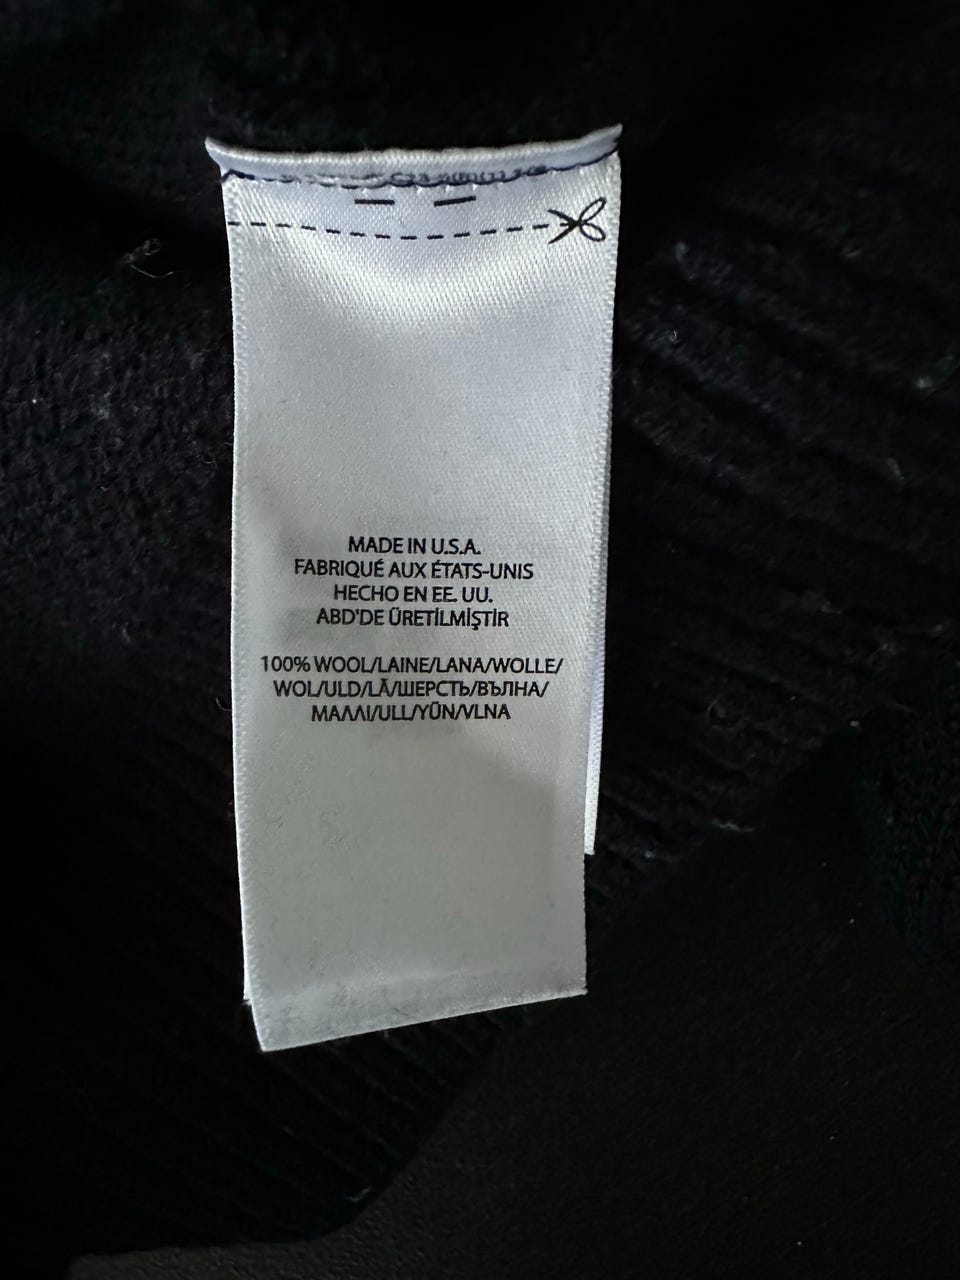 MADE IN U.S.A.
FABRIQUÉ AUX ÉTATS-UNIS
HECHO EN EE. UU.
ABD'DE ÜRETİLMİŞTİR
100% WOOL/LAINE/LANA/WOLLE/
WOL/ULD/LÃ/ШЕРСТЬ/ВЪЛНА/
ΜΑΛΛΙ/ULL/YÜN/VLNA